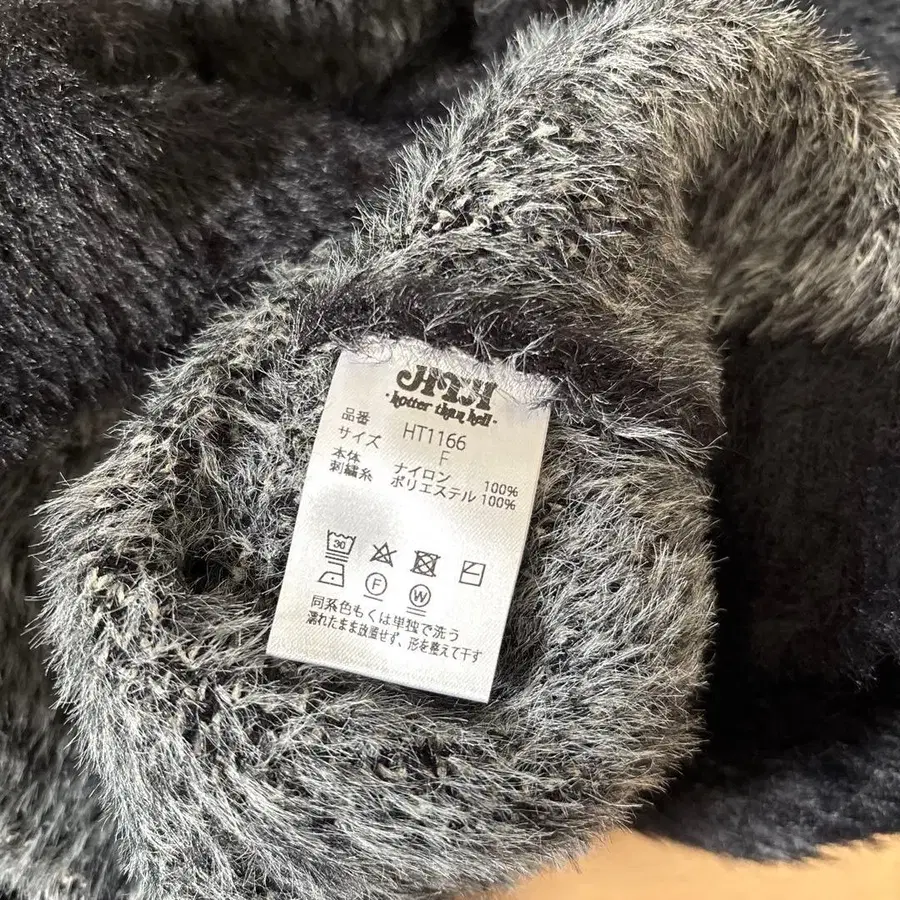 HTH
·hotter than hell·
品番 HT1166
サイズ F
本体 ナイロン 100%
刺繍糸 ポリエステル 100%
30
F W
同系色もくは単独で洗う
濡れたまま放置せず、形を整えて干す